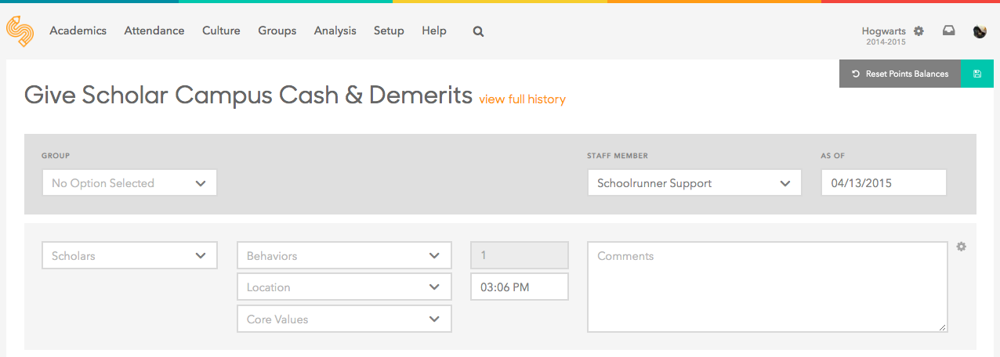 Academics Attendance Culture Groups Analysis Setup Help
Hogwarts
2014-2015
Reset Points Balances
Give Scholar Campus Cash & Demerits view full history
GROUP STAFF MEMBER AS OF
No Option Selected Schoolrunner Support 04/13/2015
Scholars Behaviors 1 Comments
Location 03:06 PM
Core Values